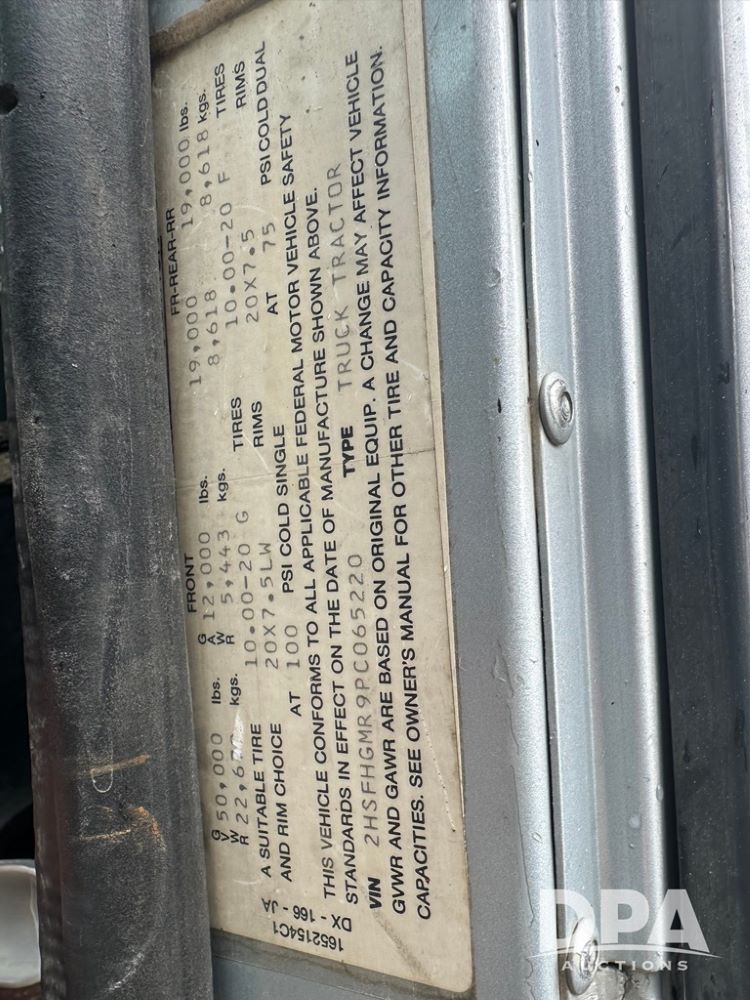 FRONT FR-REAR-RR
GVWR 50,000 lbs. GAWR 12,000 lbs. 19,000 19,000 lbs.
kgs. 5,443 kgs. 8,618 8,618 kgs.
A SUITABLE TIRE 10.00-20 G TIRES 10.00-20 F TIRES
AND RIM CHOICE 20X7.5LW RIMS 20X7.5 RIMS
AT 100 PSI COLD SINGLE AT 75 PSI COLD DUAL
THIS VEHICLE CONFORMS TO ALL APPLICABLE FEDERAL MOTOR VEHICLE SAFETY
STANDARDS IN EFFECT ON THE DATE OF MANUFACTURE SHOWN ABOVE.
VIN 2HSFHGMR9PC065220 TYPE TRUCK TRACTOR
GVWR AND GAWR ARE BASED ON ORIGINAL EQUIP. A CHANGE MAY AFFECT VEHICLE
CAPACITIES. SEE OWNER'S MANUAL FOR OTHER TIRE AND CAPACITY INFORMATION.
1652154C1
DX - 166 - JA
DPA
AUCTIONS